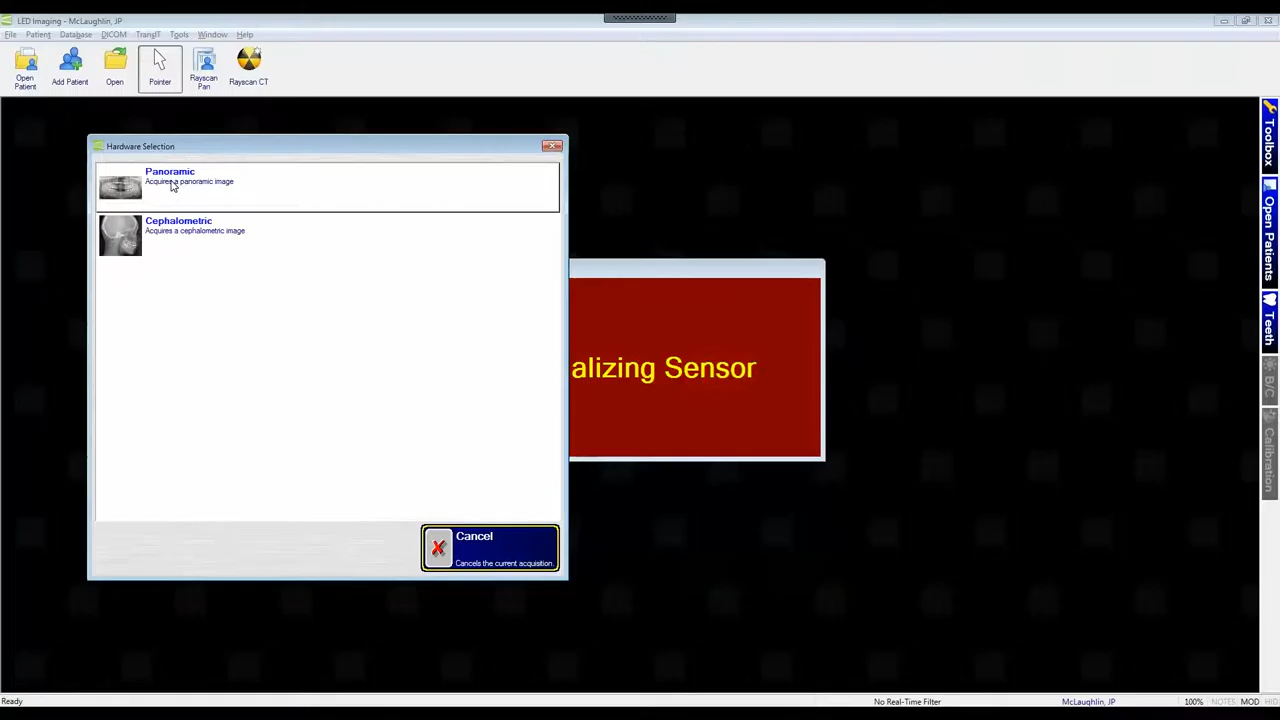 LED Imaging - McLaughlin, JP
File Patient Database DICOM TransIT Tools Window Help
Open Patient
Add Patient
Open
Pointer
Rayscan Pan
Rayscan CT
Hardware Selection
Panoramic
Acquires a panoramic image
Cephalometric
Acquires a cephalometric image
alizing Sensor
Cancel
Cancels the current acquisition.
Toolbox
Open Patients
Teeth
B/C
Calibration
Ready
No Real-Time Filter
McLaughlin, JP
100%
NOTES
MOD
HID